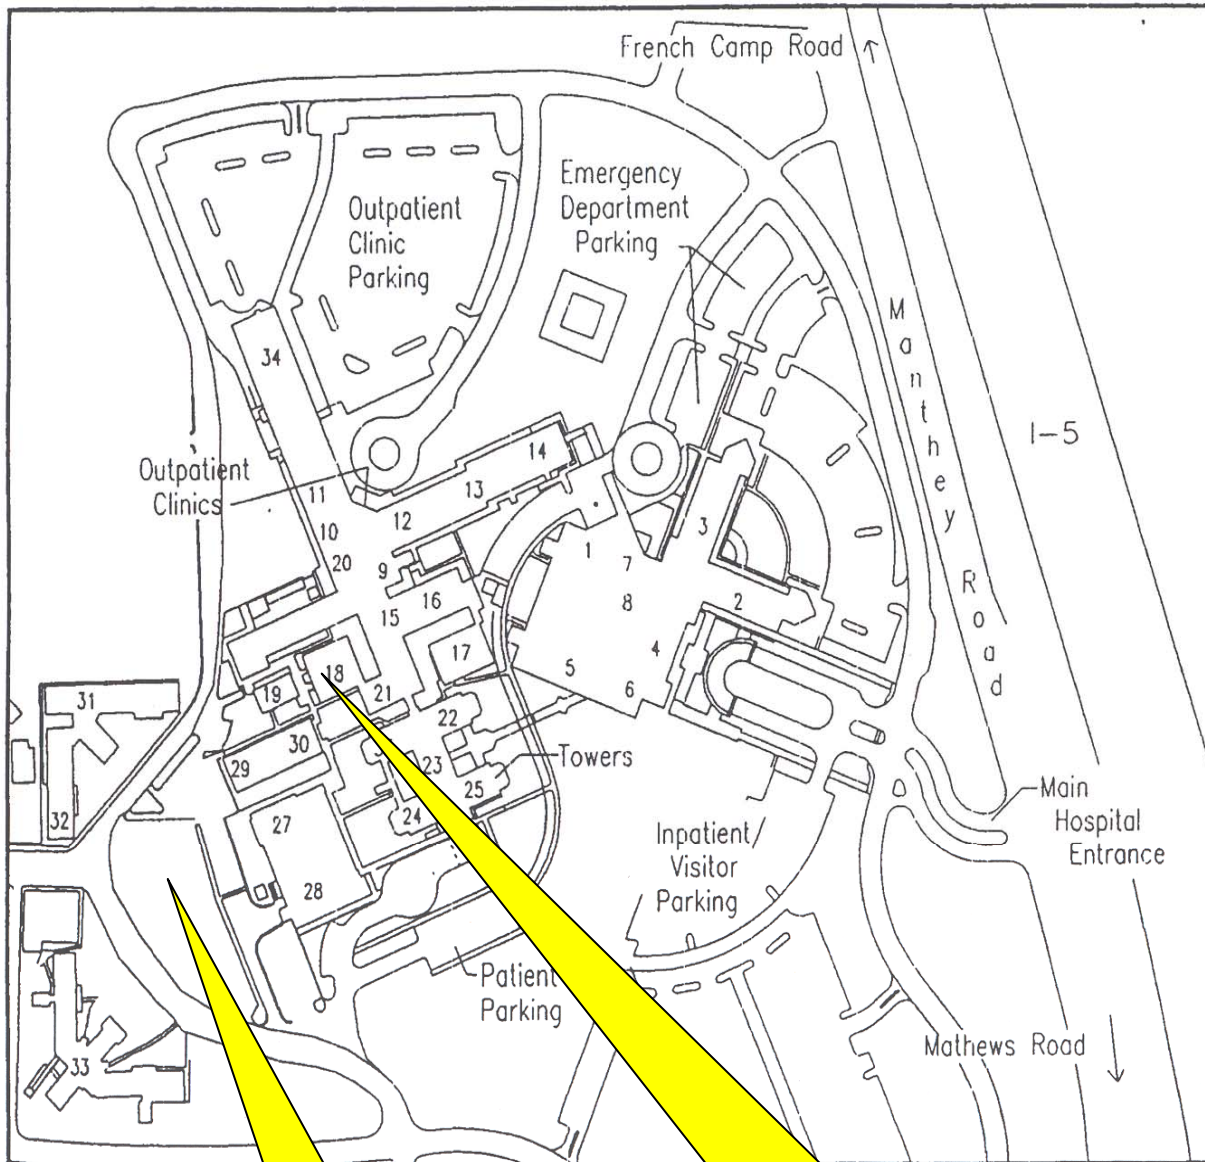 French Camp Road
Emergency
Department
Parking
Outpatient
Clinic
Parking
Manthey Road
I-5
34
Outpatient
Clinics
14
13
11
12
10
3
20
9
1
7
16
8
2
15
17
4
18
5
31
19
21
6
22
30
Towers
29
23
25
Main
Hospital
Entrance
32
24
27
Inpatient/
Visitor
Parking
28
Patient
Parking
Mathews Road
33